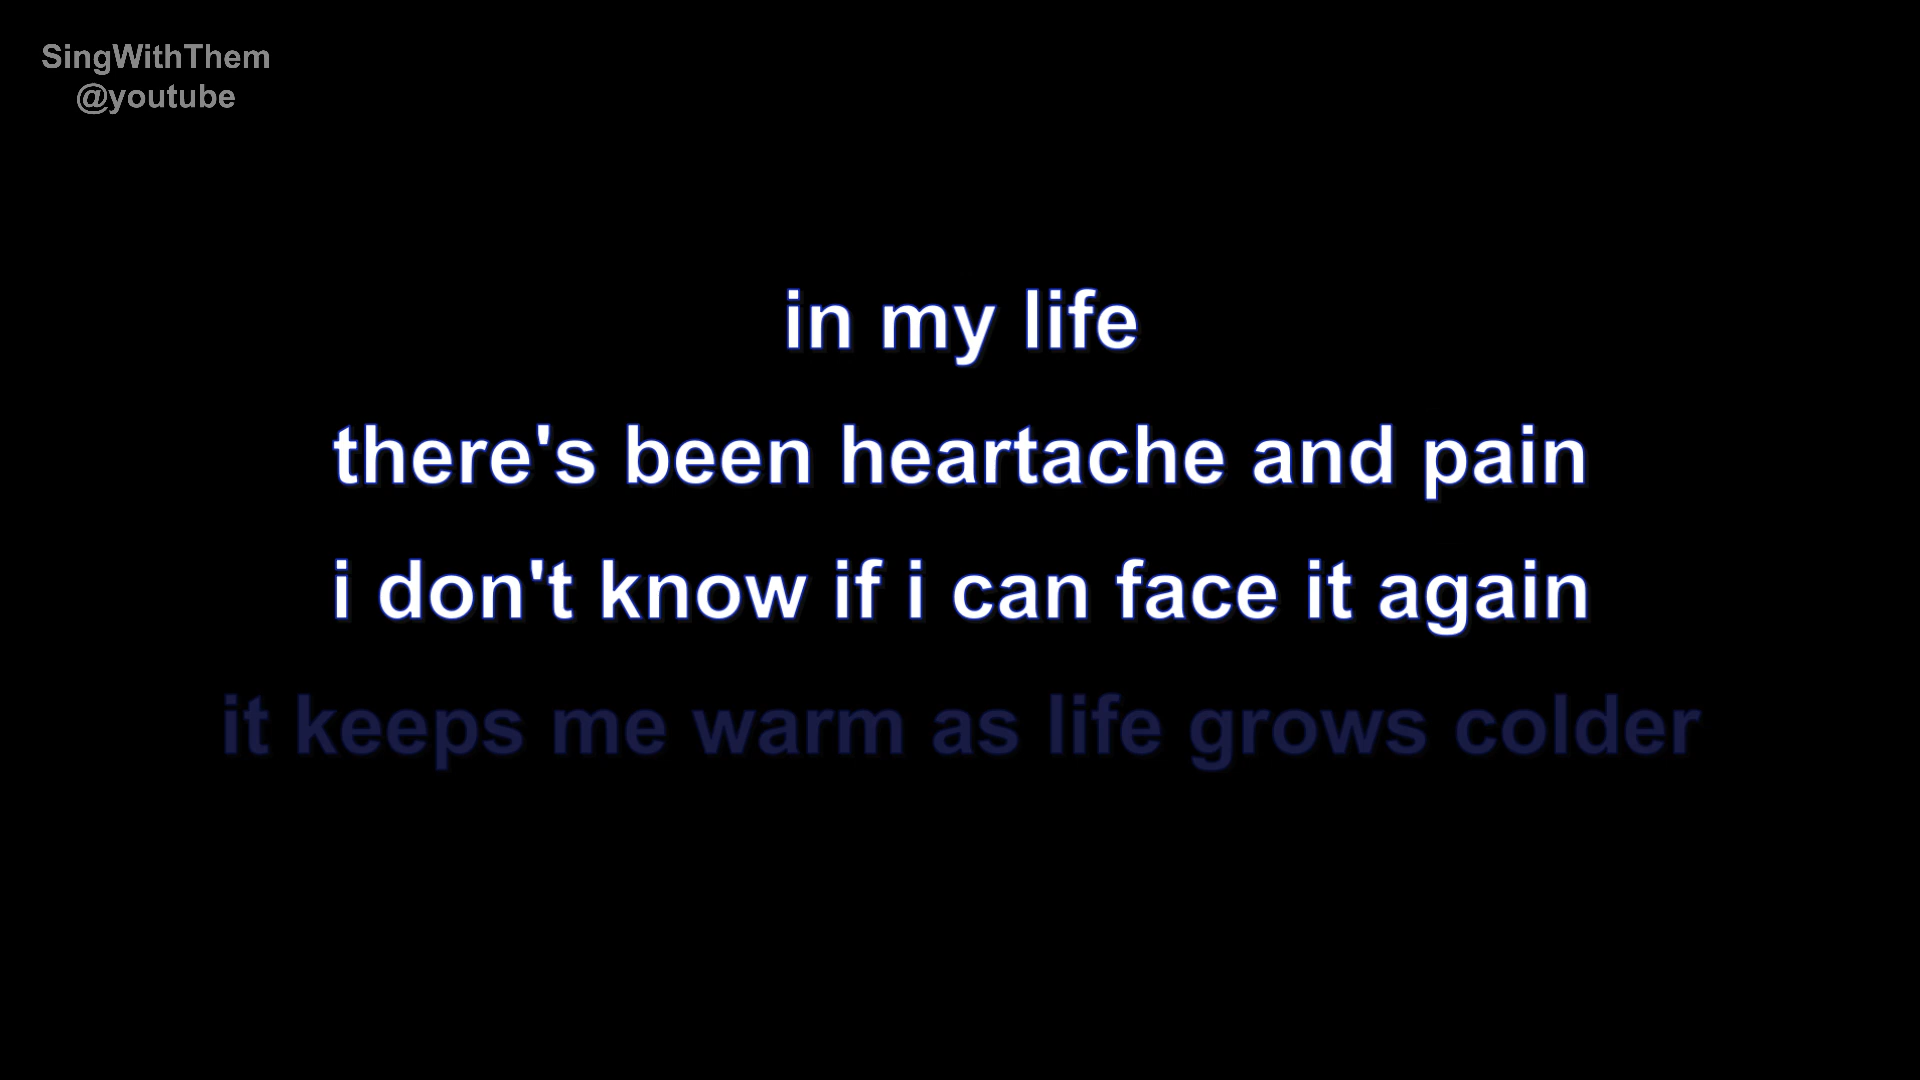 SingWithThem
@youtube
in my life
there's been heartache and pain
i don't know if i can face it again
it keeps me warm as life grows colder